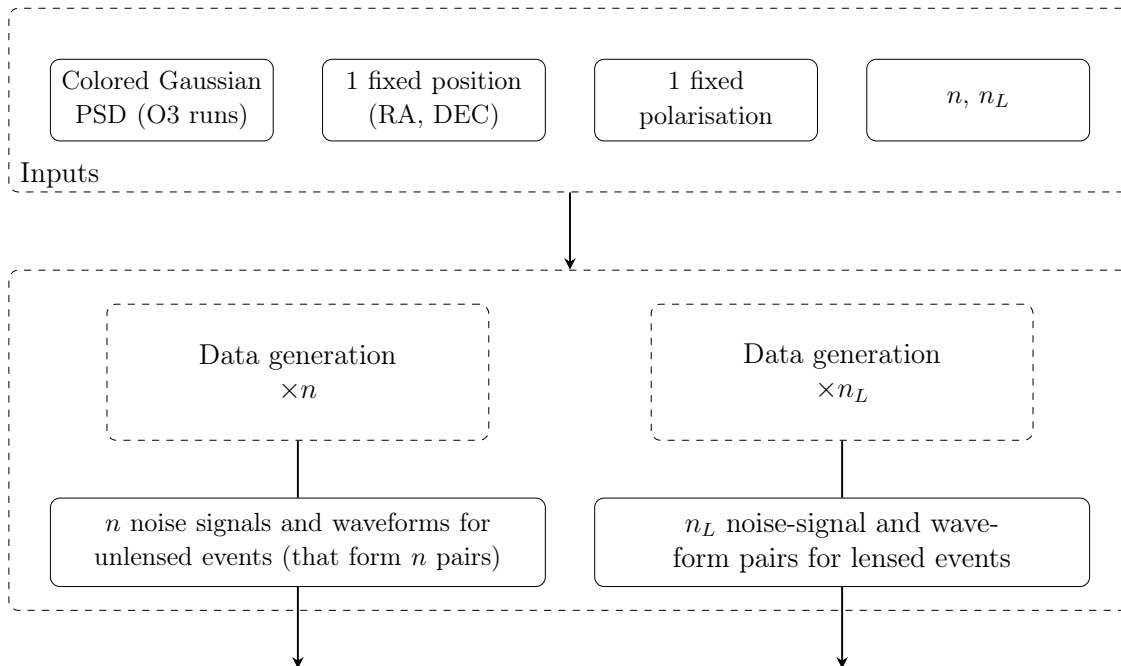 Colored Gaussian
PSD (O3 runs)
1 fixed position
(RA, DEC)
1 fixed
polarisation
n, n_L
Inputs
Data generation
×n
Data generation
×n_L
n noise signals and waveforms for
unlensed events (that form n pairs)
n_L noise-signal and wave-
form pairs for lensed events